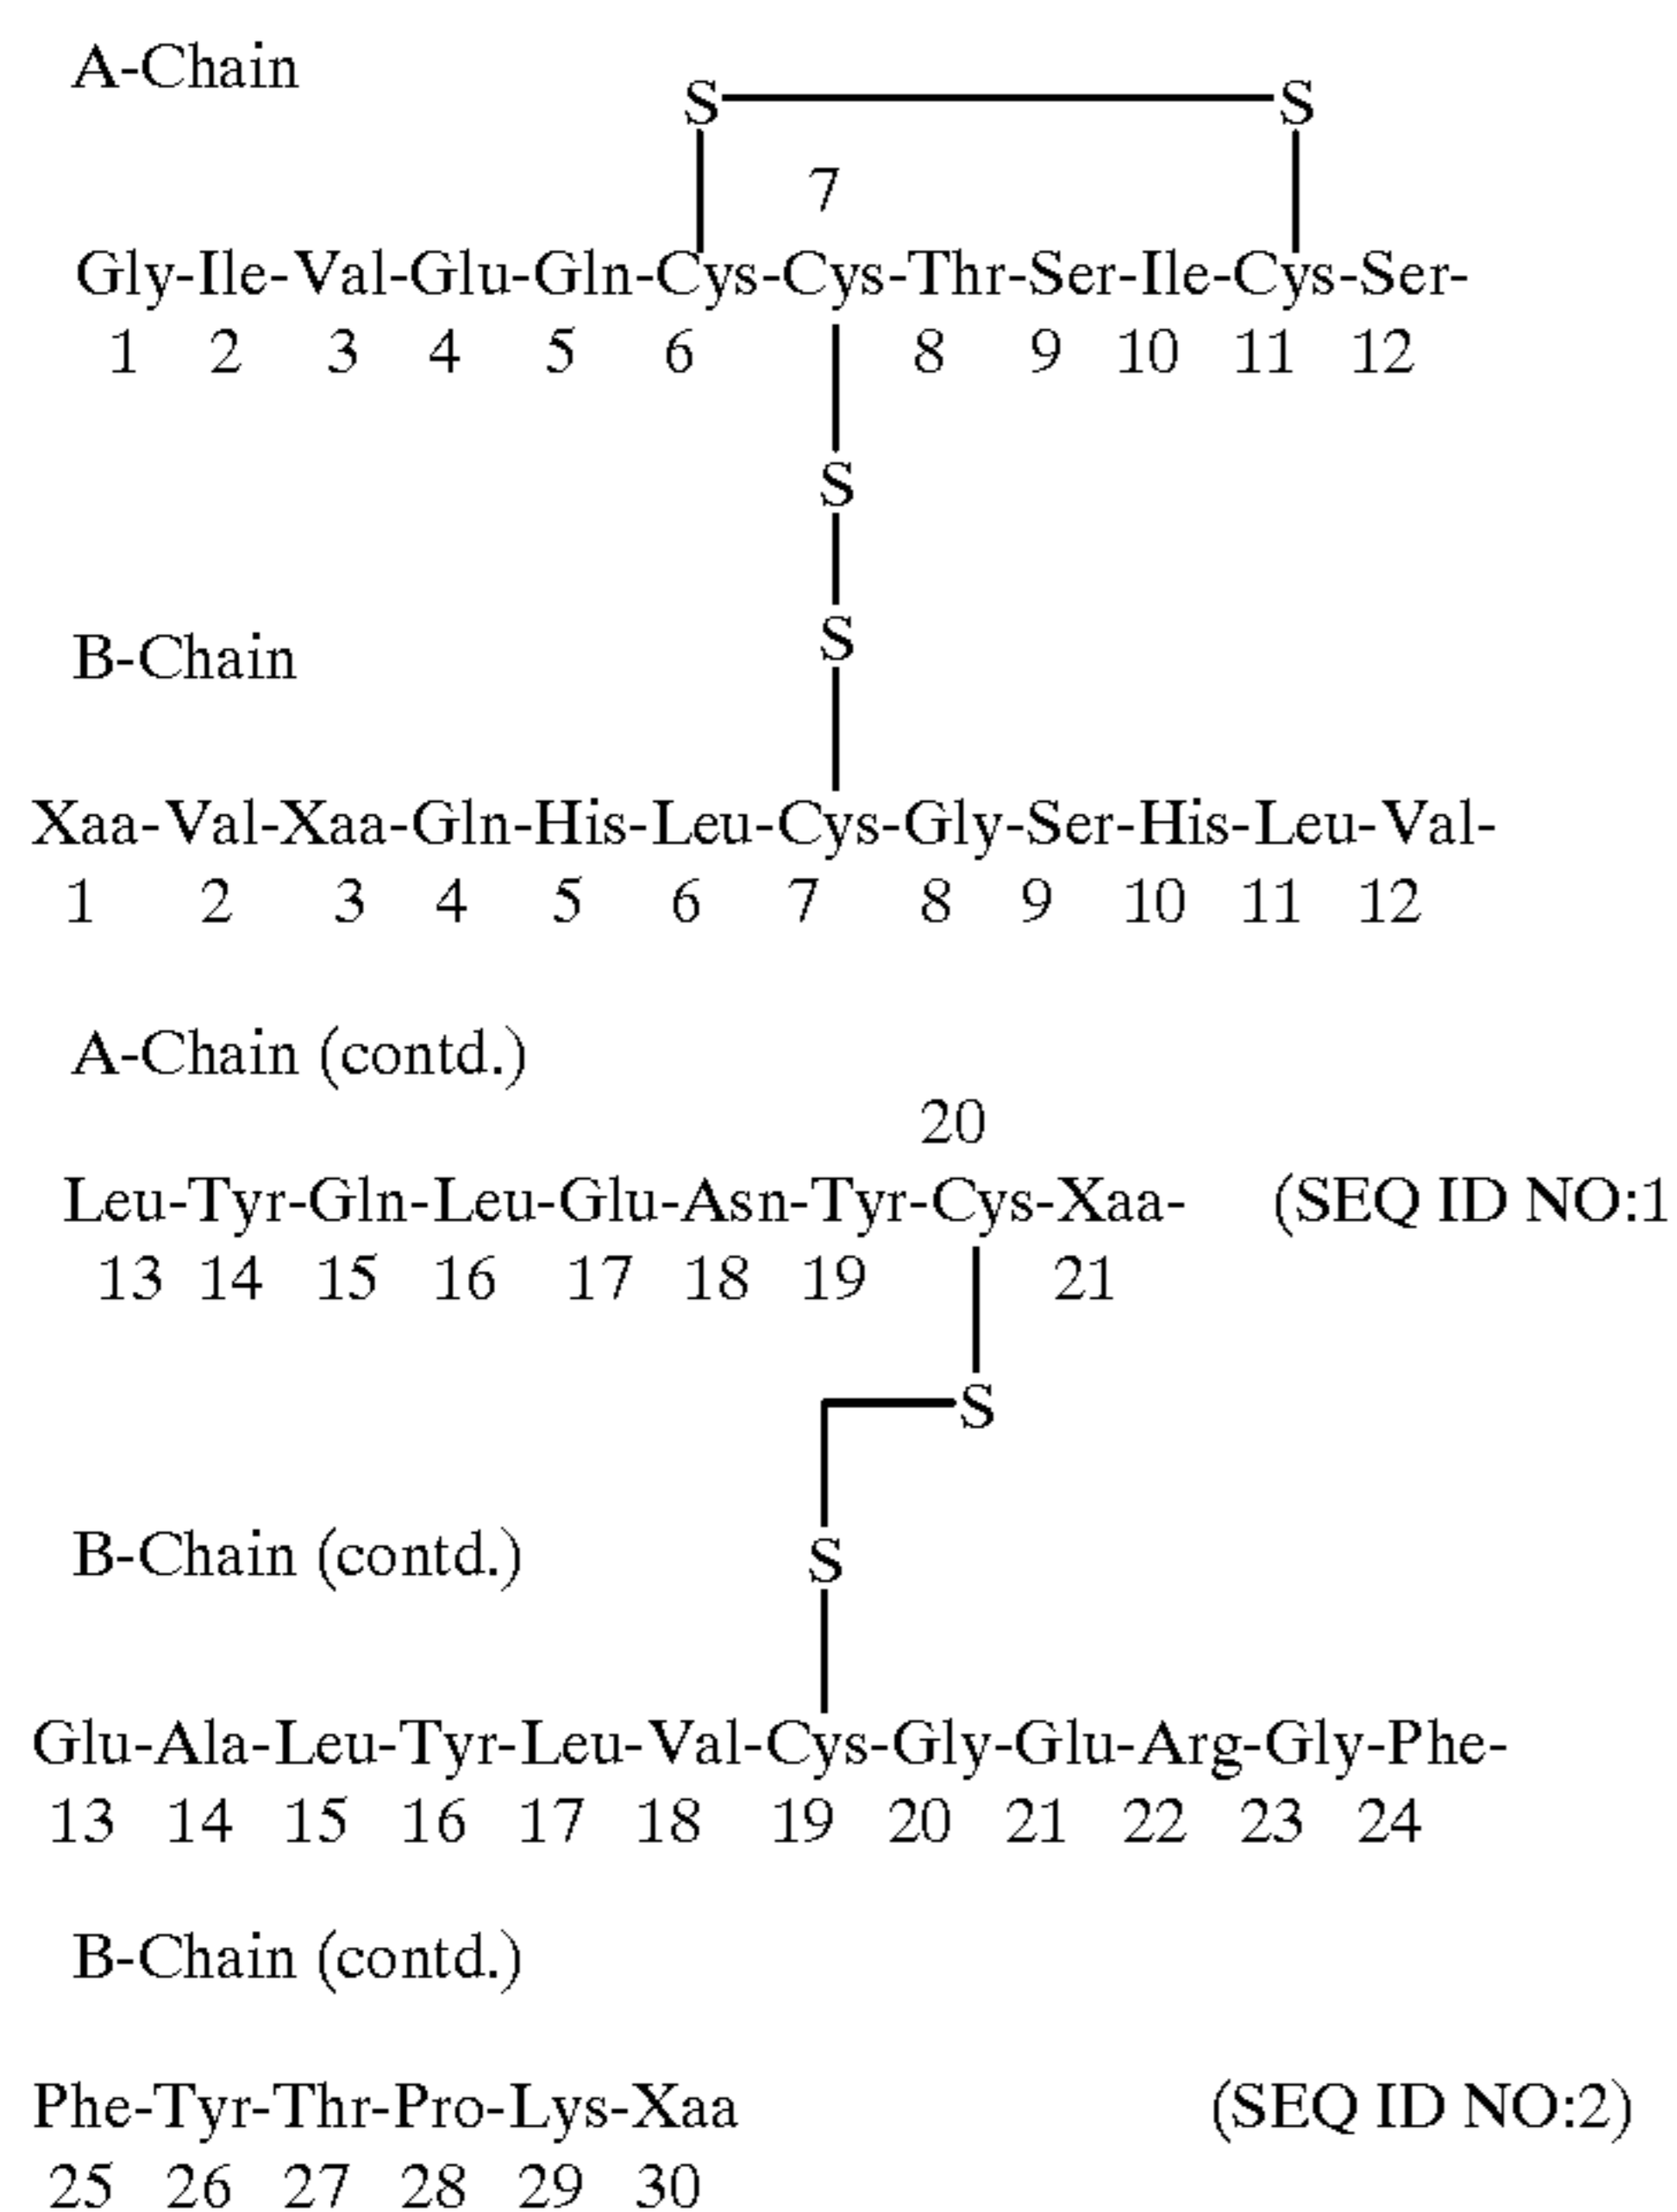 A-Chain
S S
7
Gly-Ile-Val-Glu-Gln-Cys-Cys-Thr-Ser-Ile-Cys-Ser-
1 2 3 4 5 6 8 9 10 11 12
S
S
B-Chain
Xaa-Val-Xaa-Gln-His-Leu-Cys-Gly-Ser-His-Leu-Val-
1 2 3 4 5 6 7 8 9 10 11 12
A-Chain (contd.)
20
Leu-Tyr-Gln-Leu-Glu-Asn-Tyr-Cys-Xaa- (SEQ ID NO:1
13 14 15 16 17 18 19 21
S
S
B-Chain (contd.)
Glu-Ala-Leu-Tyr-Leu-Val-Cys-Gly-Glu-Arg-Gly-Phe-
13 14 15 16 17 18 19 20 21 22 23 24
B-Chain (contd.)
Phe-Tyr-Thr-Pro-Lys-Xaa (SEQ ID NO:2)
25 26 27 28 29 30